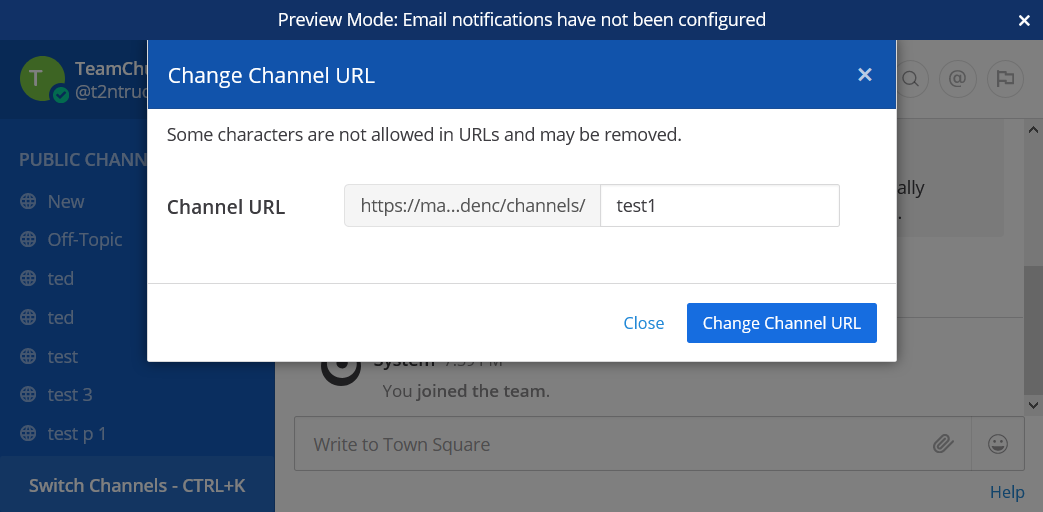 Preview Mode: Email notifications have not been configured ×
T
TeamChu
@t2ntruc
Change Channel URL ×
@
Some characters are not allowed in URLs and may be removed.
PUBLIC CHANN
New
Off-Topic
ted
ted
test
test 3
test p 1
Switch Channels - CTRL+K
Channel URL https://ma...denc/channels/ test1
ally
Close Change Channel URL
System
You joined the team.
Write to Town Square
Help